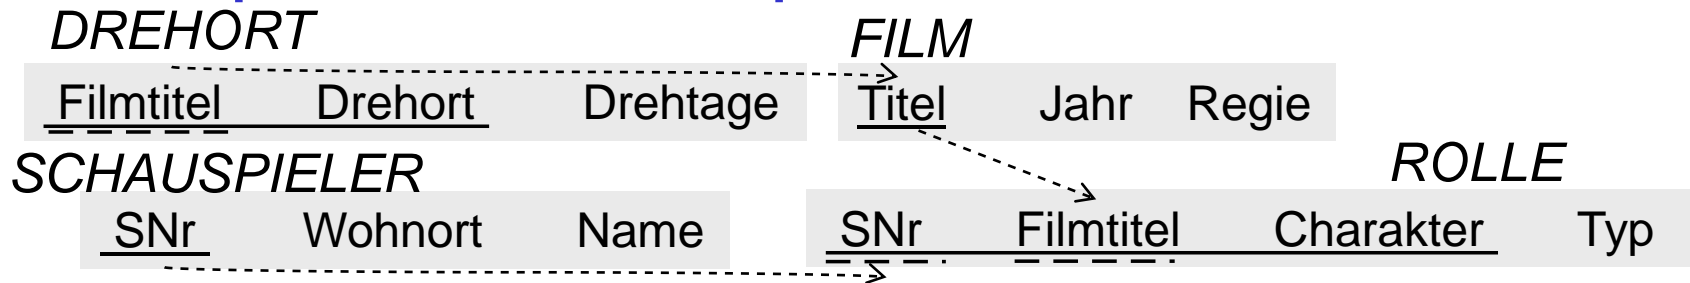 DREHORT
Filmtitel Drehort Drehtage
FILM
Titel Jahr Regie
SCHAUSPIELER
SNr Wohnort Name
ROLLE
SNr Filmtitel Charakter Typ